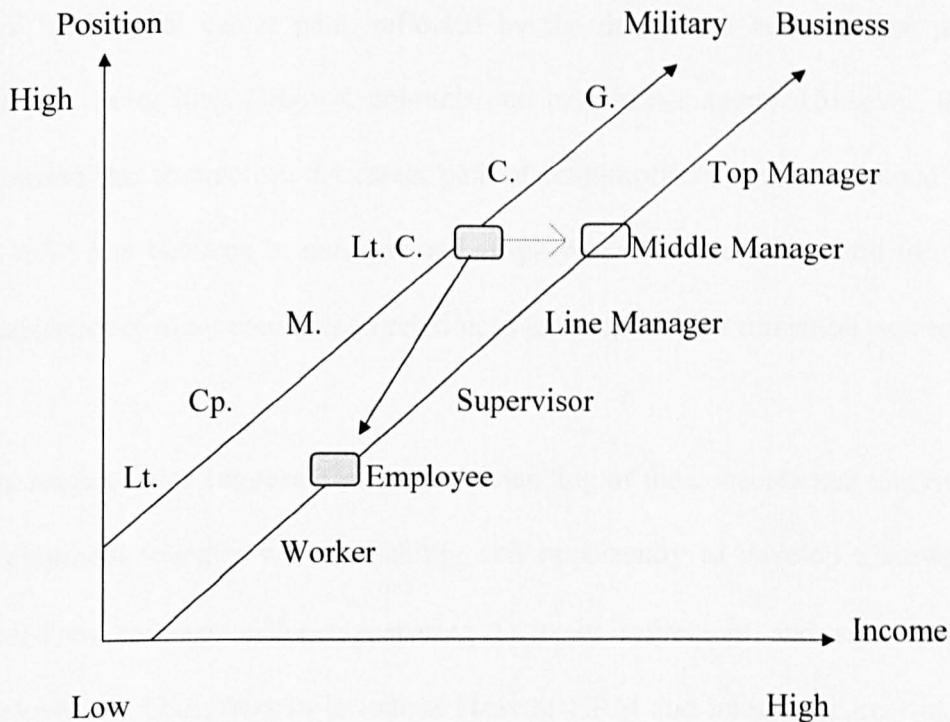 Position
Military Business
High
G.
C.
Top Manager
Lt. C.
Middle Manager
M.
Line Manager
Cp.
Supervisor
Lt.
Employee
Worker
Income
Low
High